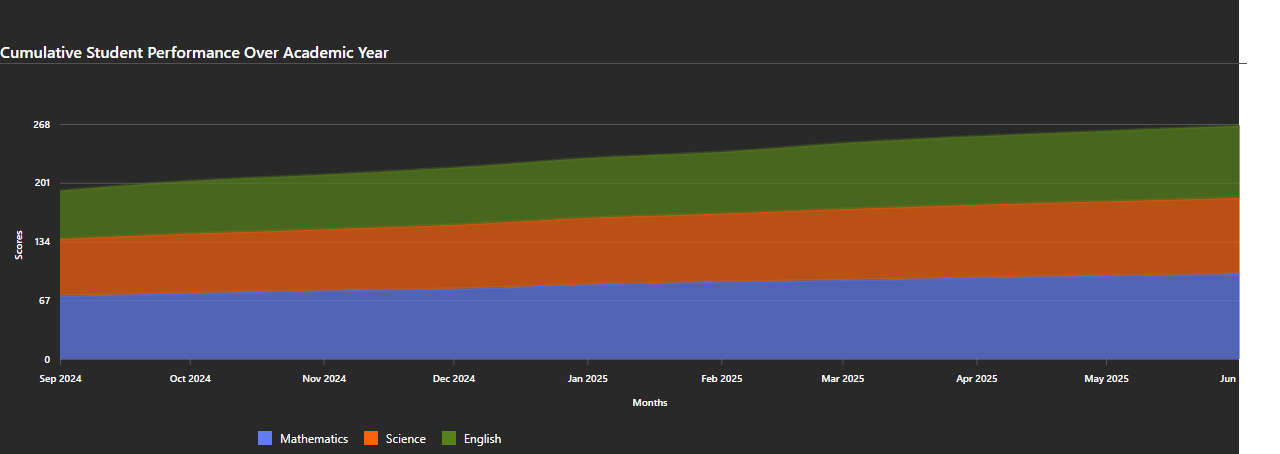 Cumulative Student Performance Over Academic Year
268
201
134
67
0
Scores
Sep 2024 Oct 2024 Nov 2024 Dec 2024 Jan 2025 Feb 2025 Mar 2025 Apr 2025 May 2025 Jun
Months
Mathematics Science English